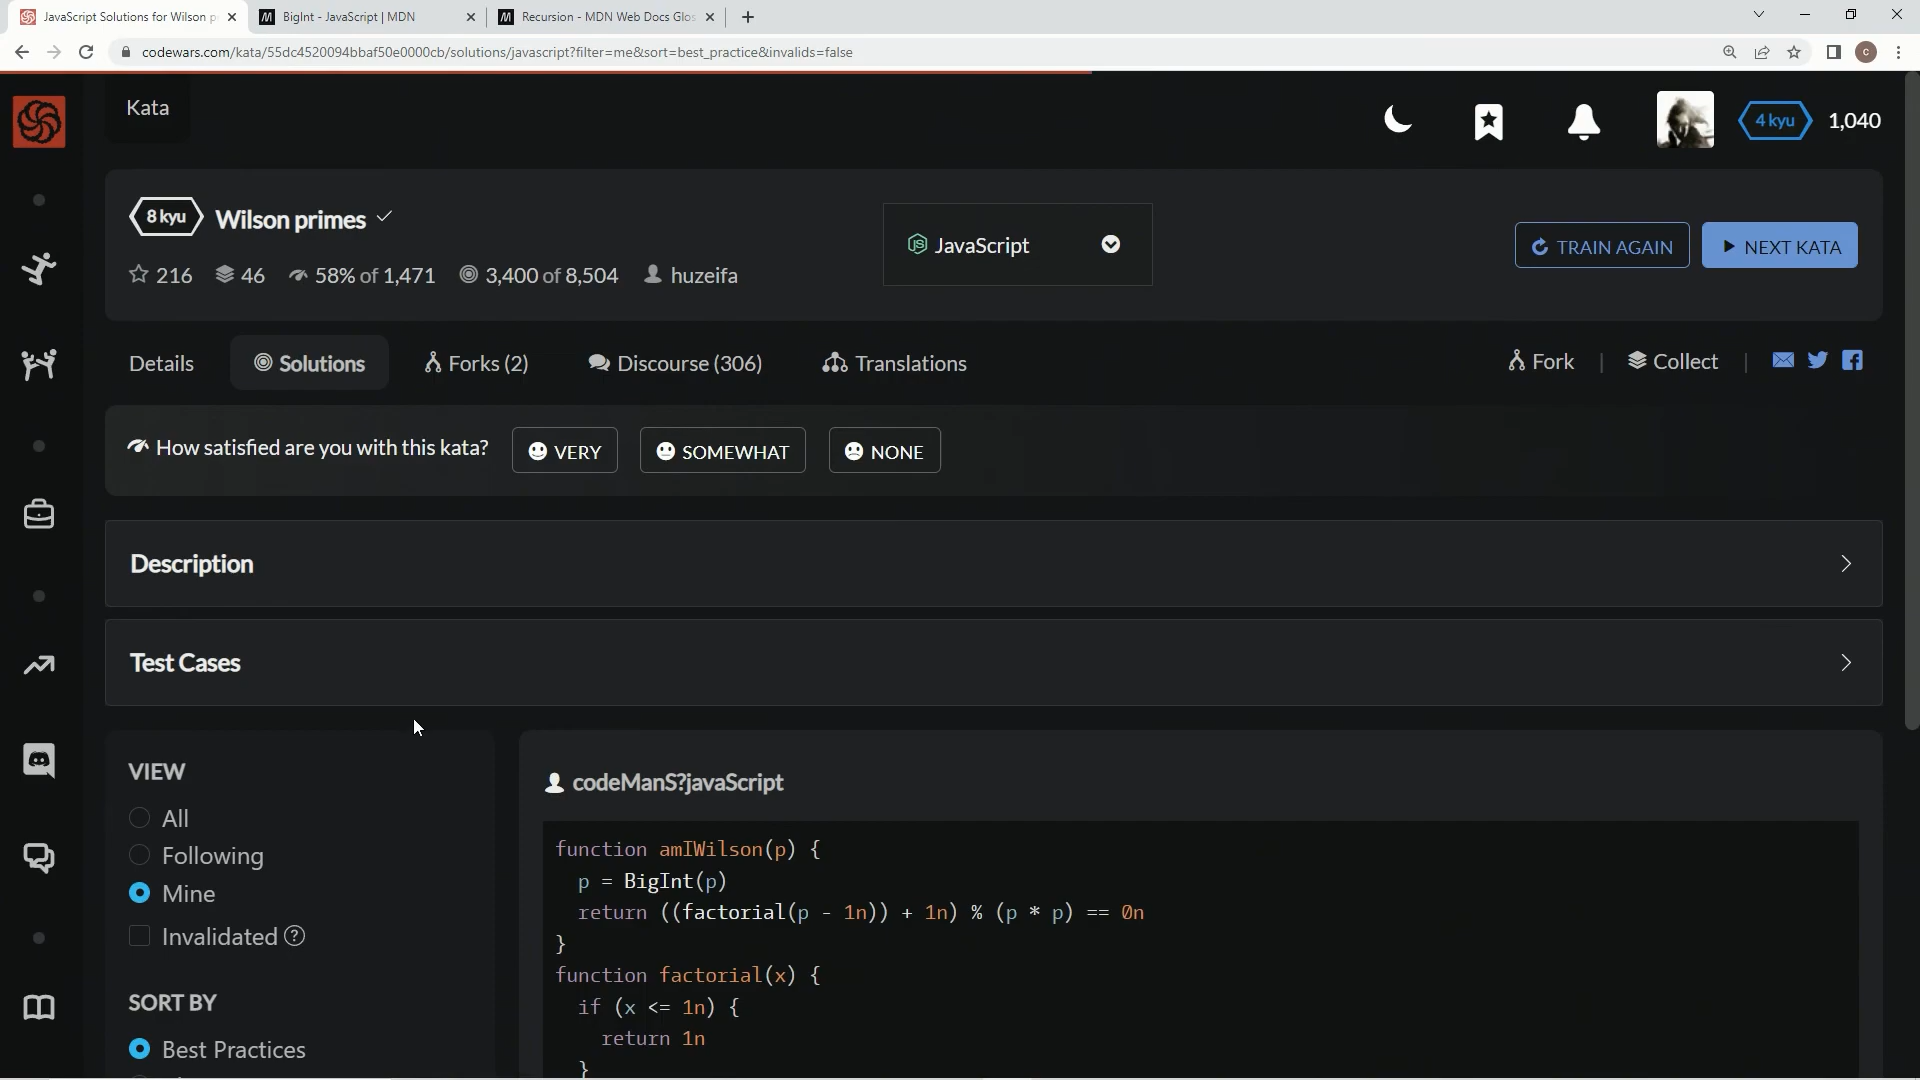 JavaScript Solutions for Wilson p
BigInt - JavaScript | MDN
Recursion - MDN Web Docs Glos
codewars.com/kata/55dc4520094bbaf50e0000cb/solutions/javascript?filter=me&sort=best_practice&invalids=false
C
Kata
4 kyu
1,040
8 kyu
Wilson primes
JavaScript
TRAIN AGAIN
NEXT KATA
216
46
58% of 1,471
3,400 of 8,504
huzeifa
Details
Solutions
Forks (2)
Discourse (306)
Translations
Fork
|
Collect
|
How satisfied are you with this kata?
VERY
SOMEWHAT
NONE
Description
Test Cases
VIEW
All
Following
Mine
Invalidated
SORT BY
Best Practices
codeManS?javaScript
function amIWilson(p) {
p = BigInt(p)
return ((factorial(p - 1n)) + 1n) % (p * p) == 0n
}
function factorial(x) {
if (x <= 1n) {
return 1n
}